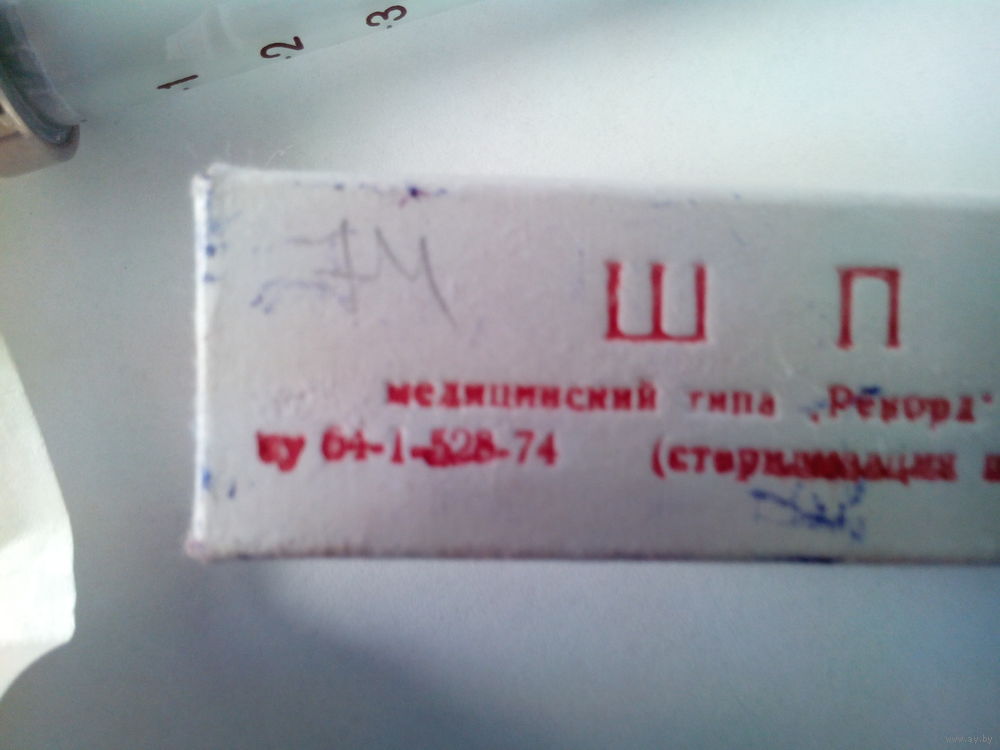 1 2 3
Ш П
медицинский типа „Рекорд"
ту 64-1-528-74 (стерилизация
www.ay.by